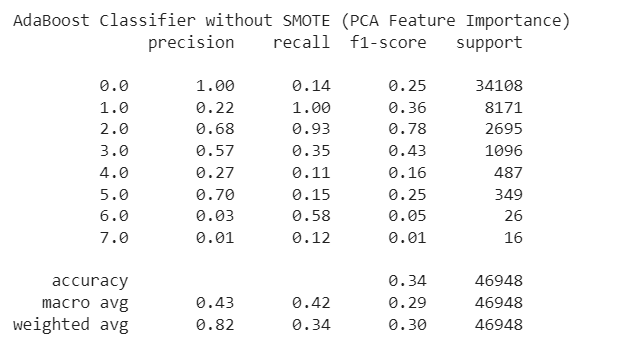 AdaBoost Classifier without SMOTE (PCA Feature Importance)
precision recall f1-score support
0.0 1.00 0.14 0.25 34108
1.0 0.22 1.00 0.36 8171
2.0 0.68 0.93 0.78 2695
3.0 0.57 0.35 0.43 1096
4.0 0.27 0.11 0.16 487
5.0 0.70 0.15 0.25 349
6.0 0.03 0.58 0.05 26
7.0 0.01 0.12 0.01 16
accuracy 0.34 46948
macro avg 0.43 0.42 0.29 46948
weighted avg 0.82 0.34 0.30 46948